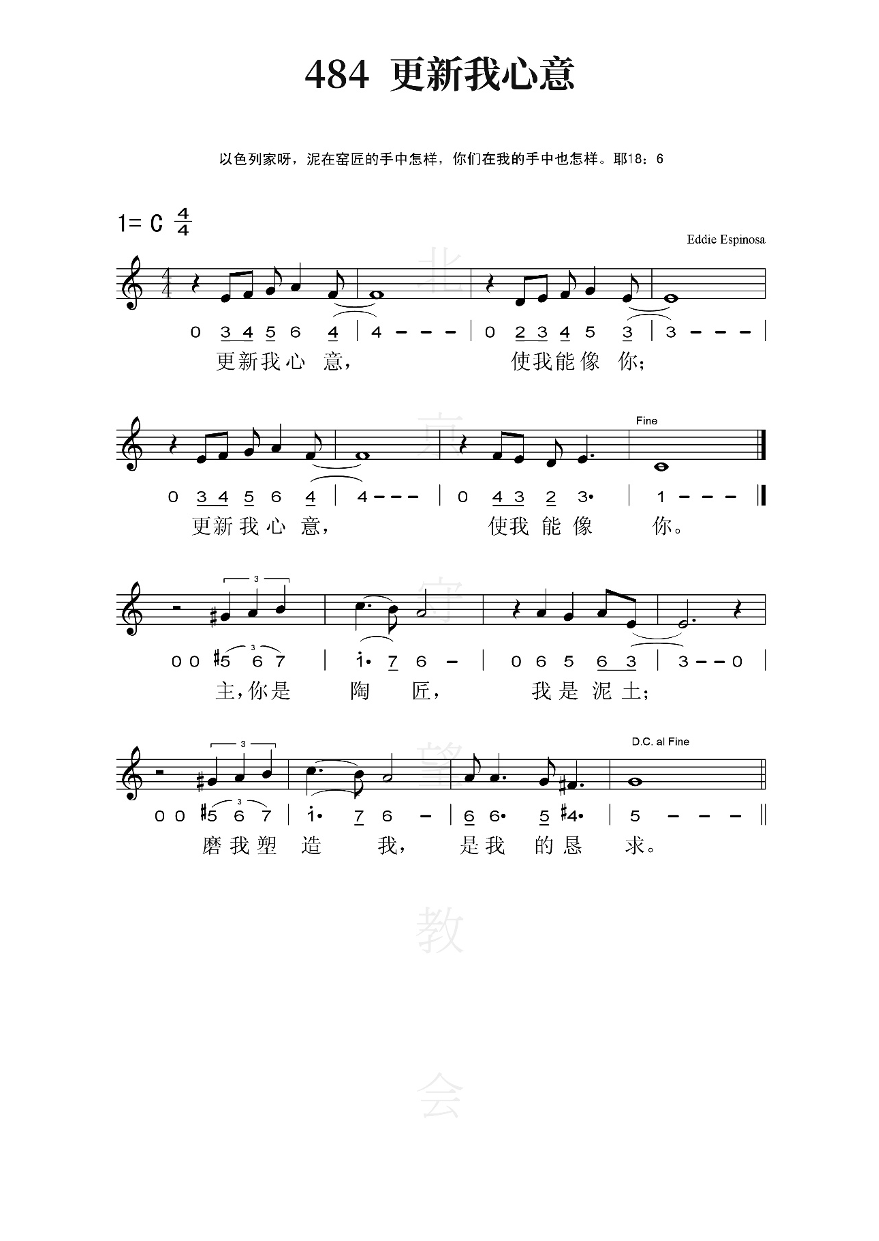 484 更新我心意
以色列家呀，泥在窑匠的手中怎样，你们在我的手中也怎样。耶18：6
1= C 4/4
Eddie Espinosa
0 3 4 5 6 4 | 4 - - - | 0 2 3 4 5 3 | 3 - - - |
更新我心 意， 使我能像 你；
Fine
0 3 4 5 6 4 | 4 - - - | 0 4 3 2 3· | 1 - - - ‖
更新我心 意， 使我能像 你。
3
3
0 0 #5 6 7 | 1· 7 6 - | 0 6 5 6 3 | 3 - - 0 |
主，你是 陶 匠， 我是泥土；
3
D.C. al Fine
3
0 0 #5 6 7 | 1· 7 6 - | 6 6· 5 #4· | 5 - - - ‖
磨我塑 造 我， 是我 的恳 求。
北京守望教会